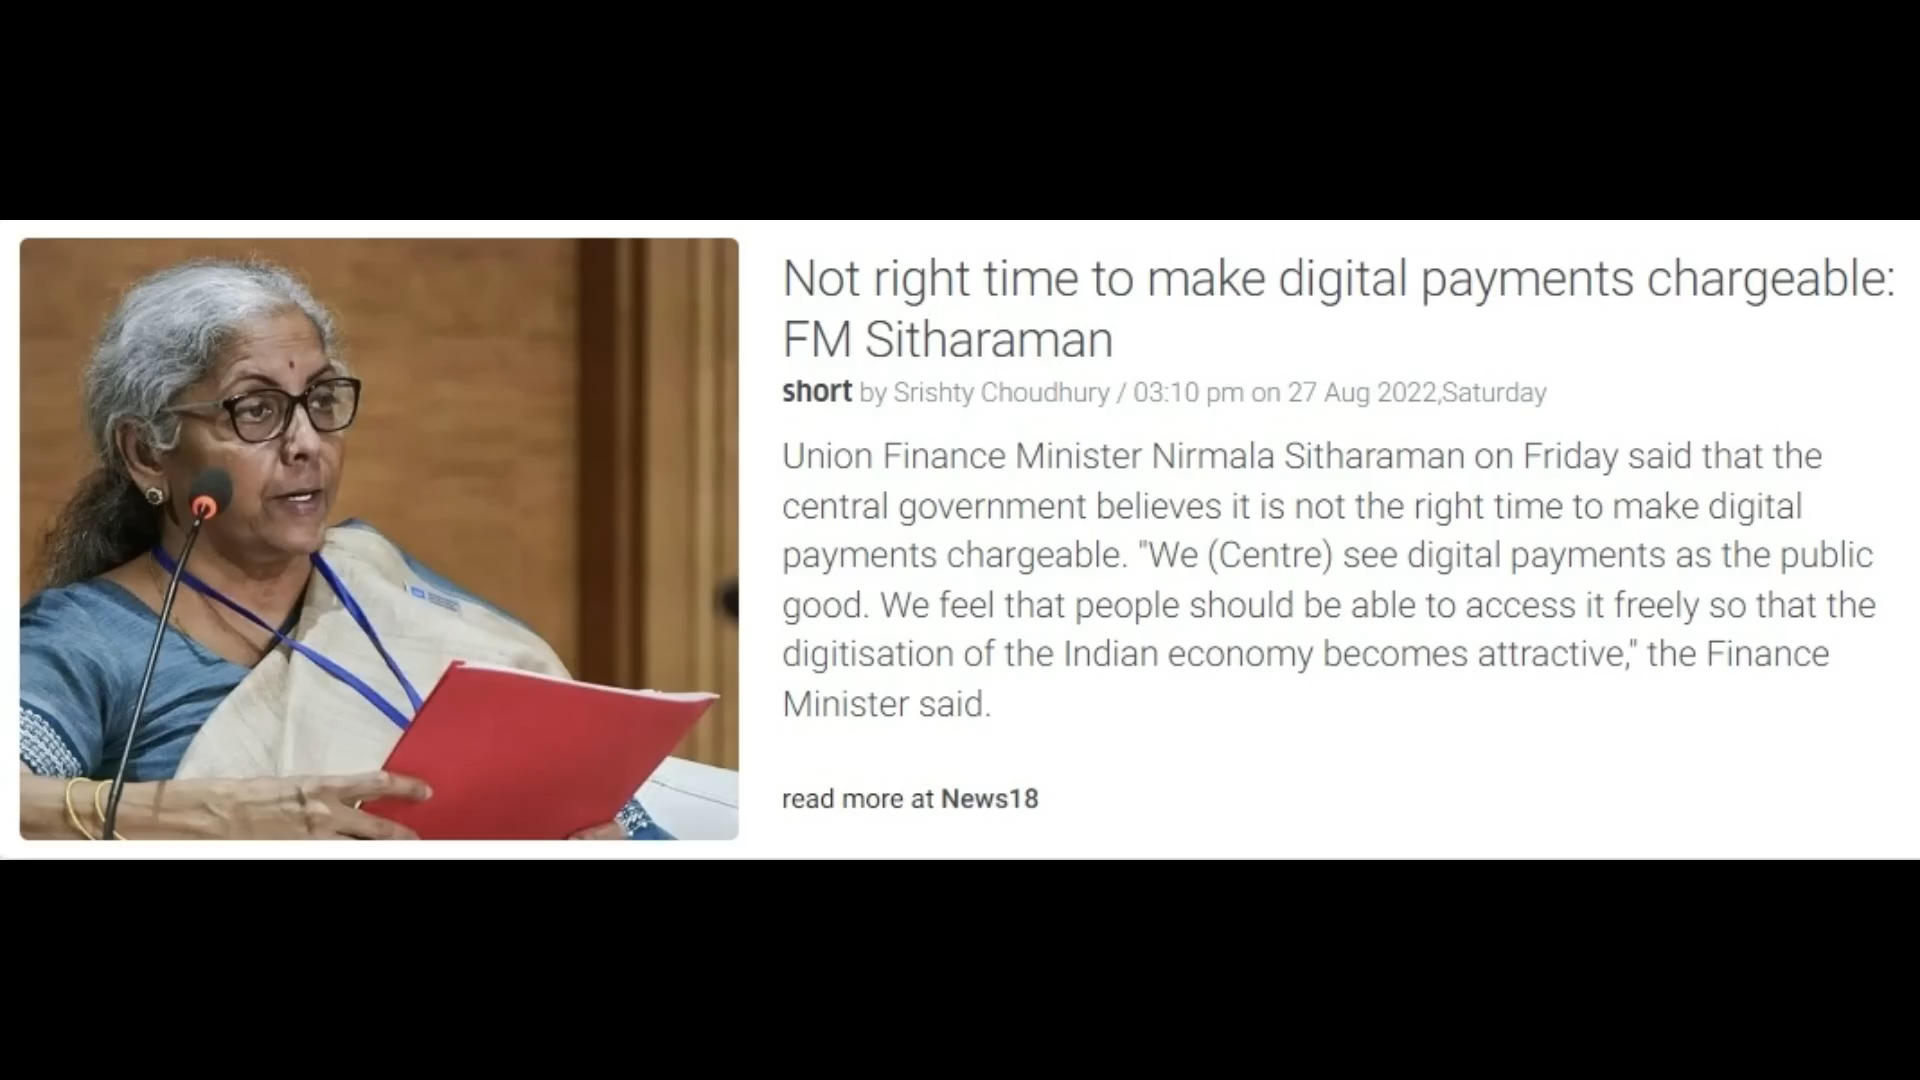 Not right time to make digital payments chargeable:
FM Sitharaman
short by Srishty Choudhury / 03:10 pm on 27 Aug 2022,Saturday
Union Finance Minister Nirmala Sitharaman on Friday said that the
central government believes it is not the right time to make digital
payments chargeable. "We (Centre) see digital payments as the public
good. We feel that people should be able to access it freely so that the
digitisation of the Indian economy becomes attractive," the Finance
Minister said.
read more at News18